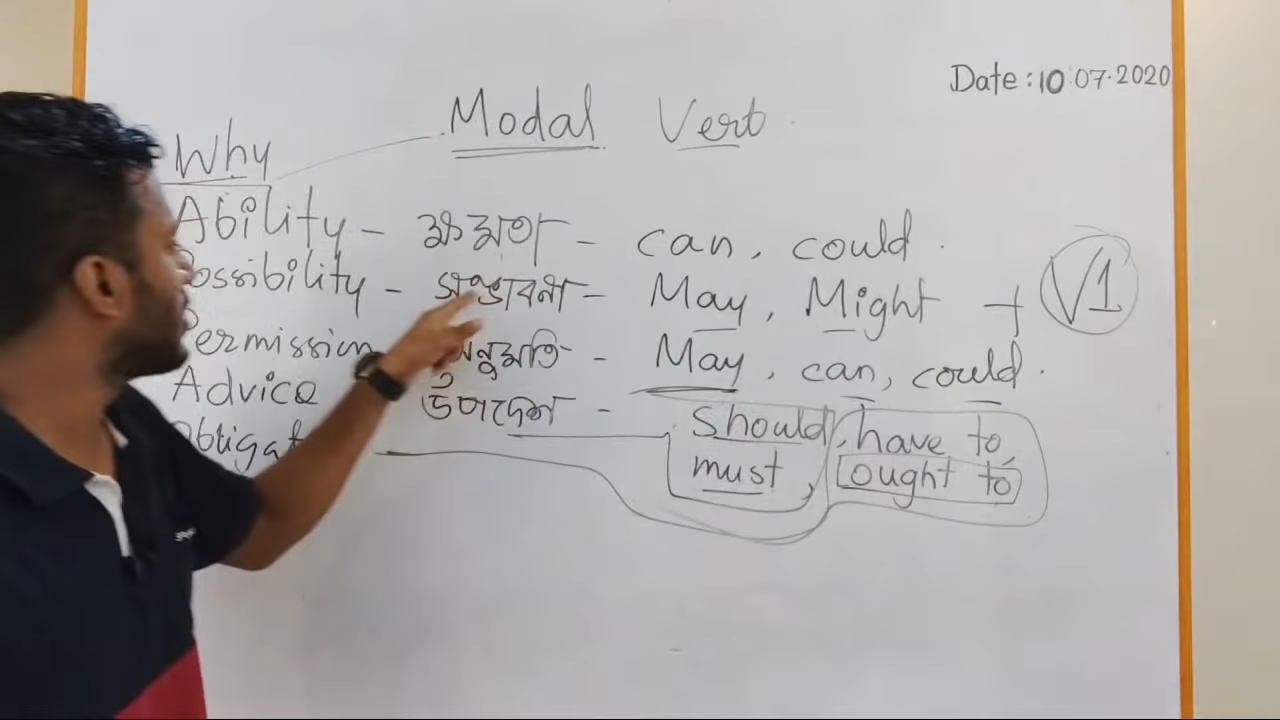 Date: 10.07.2020
Modal Verb
Why
Ability - ক্ষমতা - can, could.
Possibility - সম্ভাবনা - May, Might + V1
Permission অনুমতি - May, can, could.
Advice উপদেশ - should, have to,
must, ought to